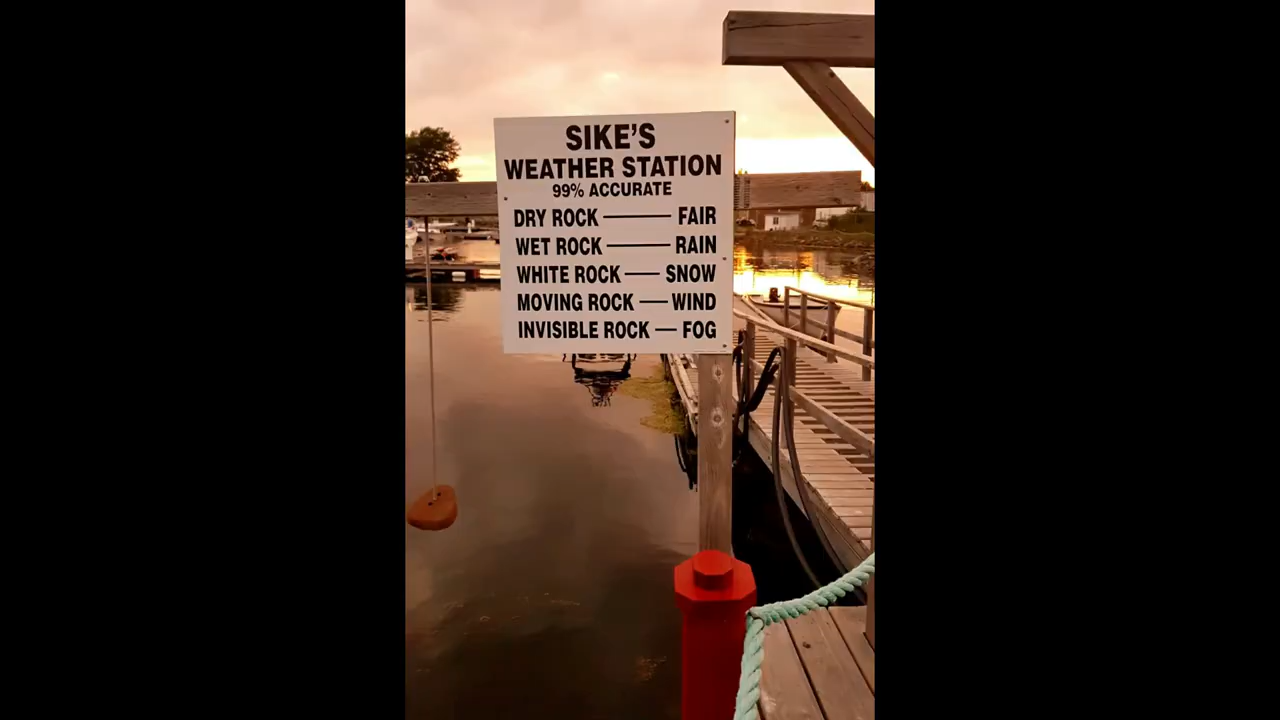 SIKE'S
WEATHER STATION
99% ACCURATE
DRY ROCK — FAIR
WET ROCK — RAIN
WHITE ROCK — SNOW
MOVING ROCK — WIND
INVISIBLE ROCK — FOG